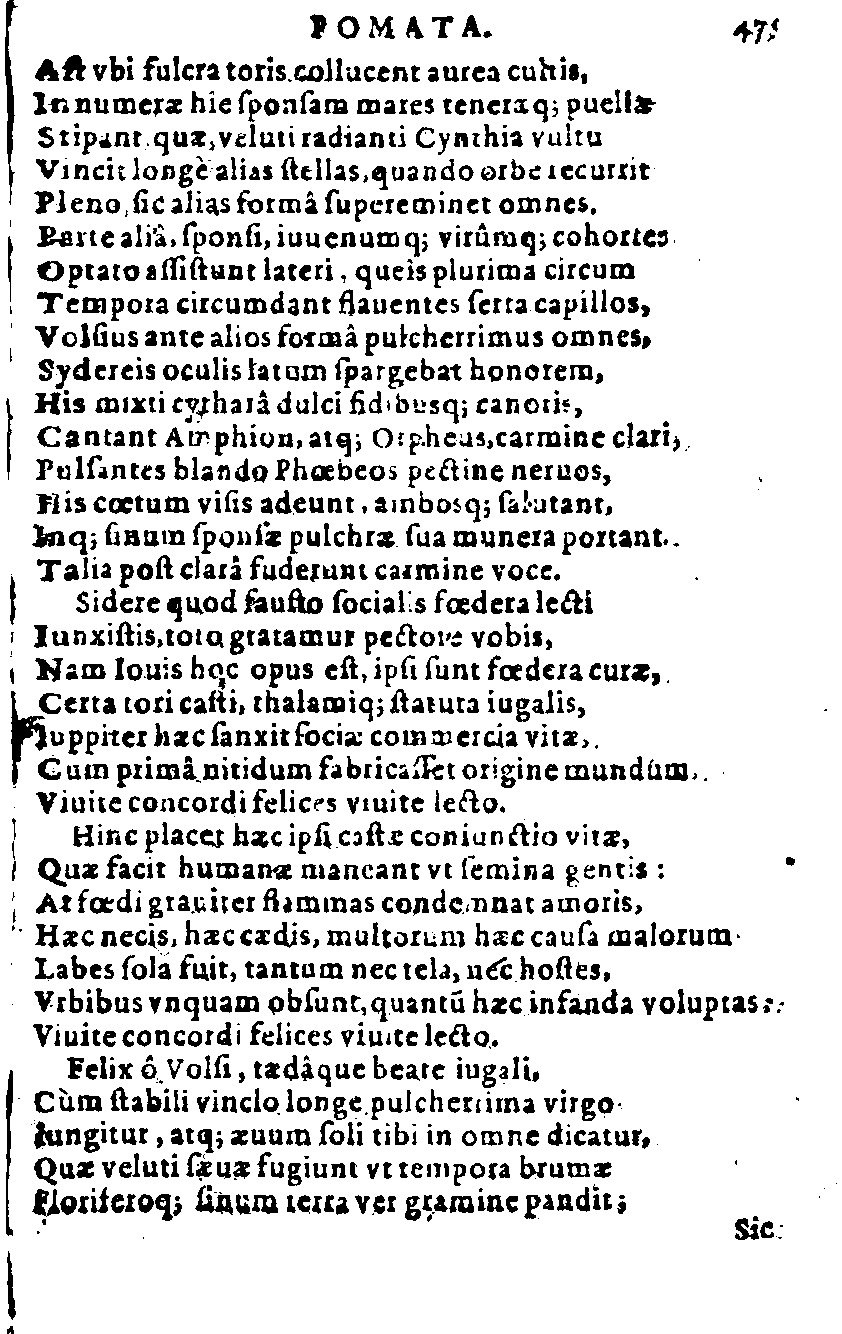 POMATA. 475
Aſt vbi fulcra toris collucent aurea cultis,
Innumeræ hic ſponſam mares teneræq; puellæ
Stipant, quæ, veluti radianti Cynthia vultu
Vincit longè alias ſtellas, quando orbe recurrit
Pleno, ſic alias formâ ſupereminet omnes.
Parte aliâ, ſponſi, iuuenumq; virûmq; cohortes
Optato aſſiſtunt lateri, queis plurima circum
Tempora circumdant flauentes ſerta capillos,
Volſius ante alios formâ pulcherrimus omnes,
Sydereis oculis latum ſpargebat honorem,
His mixti cytharâ dulci fidibusq; canoris,
Cantant Amphion, atq; Orpheus, carmine clari,
Pulſantes blando Phœbeos pectine neruos,
His cœtum viſis adeunt, ambosq; ſalutant,
Inq; ſinum ſponſæ pulchræ ſua munera portant.
Talia poſt clarâ fuderunt carmine voce.
Sidere quod fauſto ſocialis fœdera lecti
Iunxiſtis, toto gratamur pectore vobis,
Nam Iouis hoc opus eſt, ipſi ſunt fœdera curæ,
Certa tori caſti, thalamiq; ſtatura iugalis,
Iuppiter hæc ſanxit ſociæ commercia vitæ,
Cum primâ nitidum fabricaſſet origine mundum.
Viuite concordi felices viuite lecto.
Hinc placet hæc ipſi caſtæ coniunctio vitæ,
Quæ facit humanæ maneant vt ſemina gentis:
At fœdi grauiter flammas condemnat amoris,
Hæc necis, hæc cædis, multorum hæc cauſa malorum
Labes ſola fuit, tantum nec tela, néc hoſtes,
Vrbibus vnquam obſunt, quantũ hæc infanda voluptas:
Viuite concordi felices viuite lecto.
Felix ô Volſi, tædâque beate iugali,
Cùm ſtabili vinclo longe pulcherrima virgo
Iungitur, atq; æuum ſoli tibi in omne dicatur,
Quæ veluti ſæuæ fugiunt vt tempora brumæ
Floriferoq; ſinum terra ver gramine pandit;
Sic